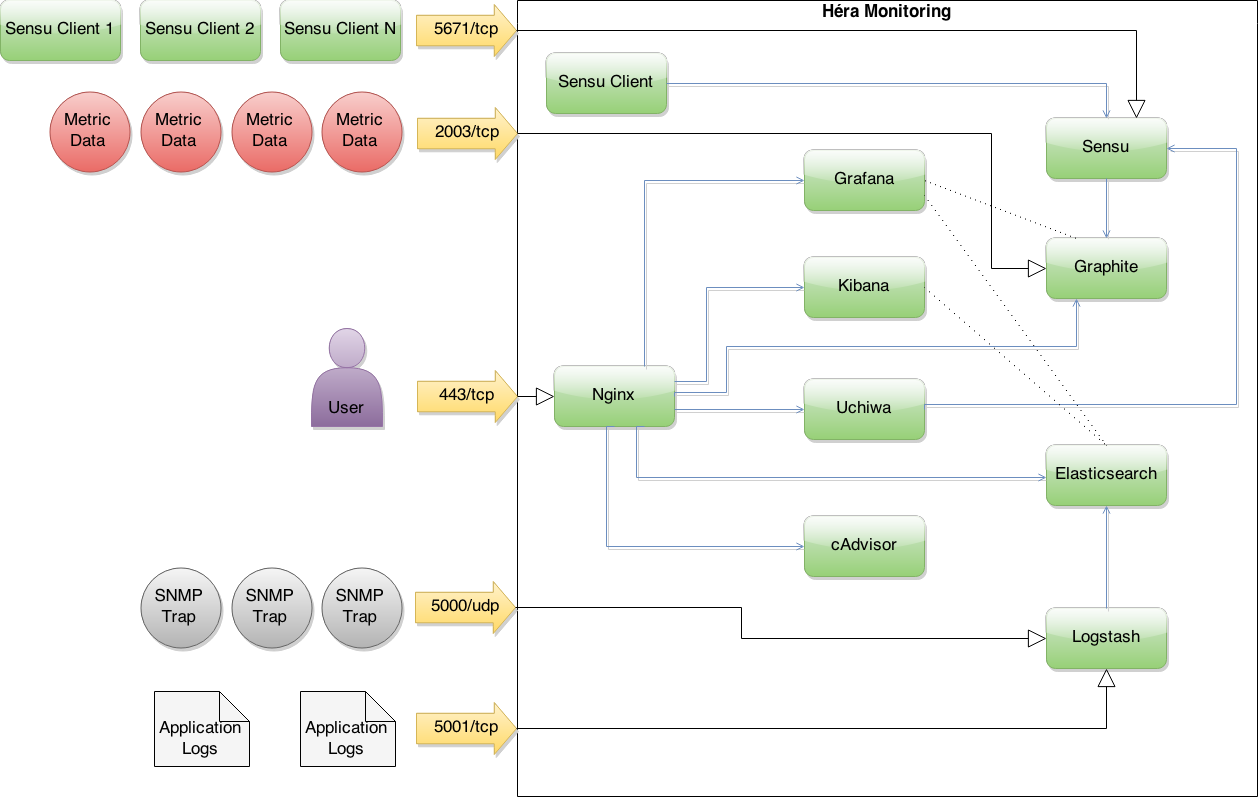 Héra Monitoring
Sensu Client 1
Sensu Client 2
Sensu Client N
5671/tcp
Sensu Client
Metric
Data
Metric
Data
Metric
Data
Metric
Data
2003/tcp
Sensu
Grafana
Graphite
Kibana
User
443/tcp
Nginx
Uchiwa
Elasticsearch
cAdvisor
SNMP
Trap
SNMP
Trap
SNMP
Trap
5000/udp
Logstash
Application
Logs
Application
Logs
5001/tcp